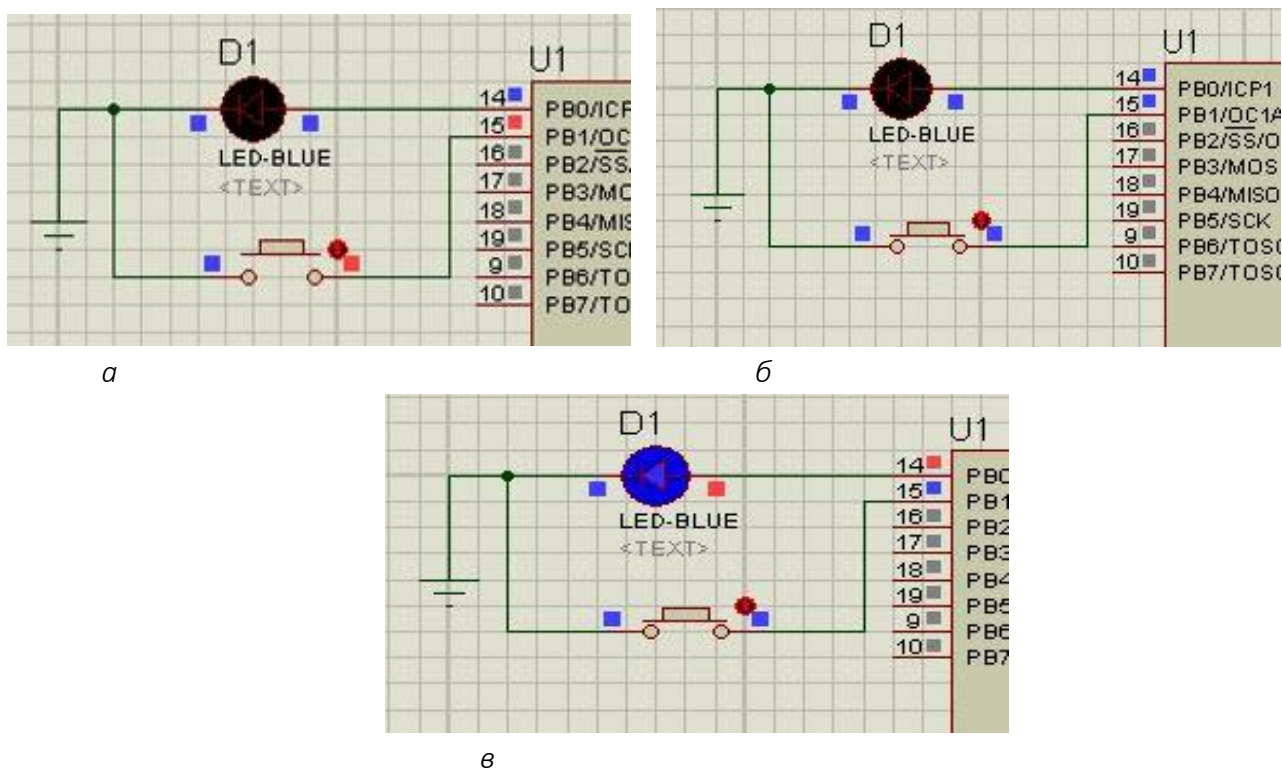 D1
U1
14
PB0/ICP
15
PB1/OC
LED-BLUE
16
PB2/SS
<TEXT>
17
PB3/MO
18
PB4/MIS
19
PB5/SC
9
PB6/TO
10
PB7/TO
а
D1
U1
14
PB0/ICP1
15
PB1/OC1A
LED-BLUE
16
PB2/SS/O
<TEXT>
17
PB3/MOS
18
PB4/MISO
19
PB5/SCK
9
PB6/TOSC
10
PB7/TOSC
б
D1
U1
14
PB0
15
PB1
LED-BLUE
16
PB2
<TEXT>
17
PB3
18
PB4
19
PB5
9
PB6
10
PB7
в